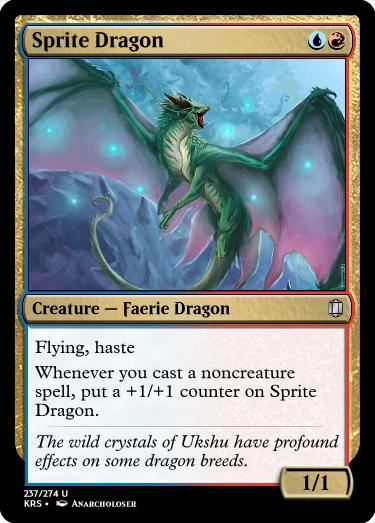 Sprite Dragon
Creature — Faerie Dragon
Flying, haste
Whenever you cast a noncreature
spell, put a +1/+1 counter on Sprite
Dragon.
The wild crystals of Ukshu have profound
effects on some dragon breeds.
1/1
237/274 U
KRS • Anarcholoser